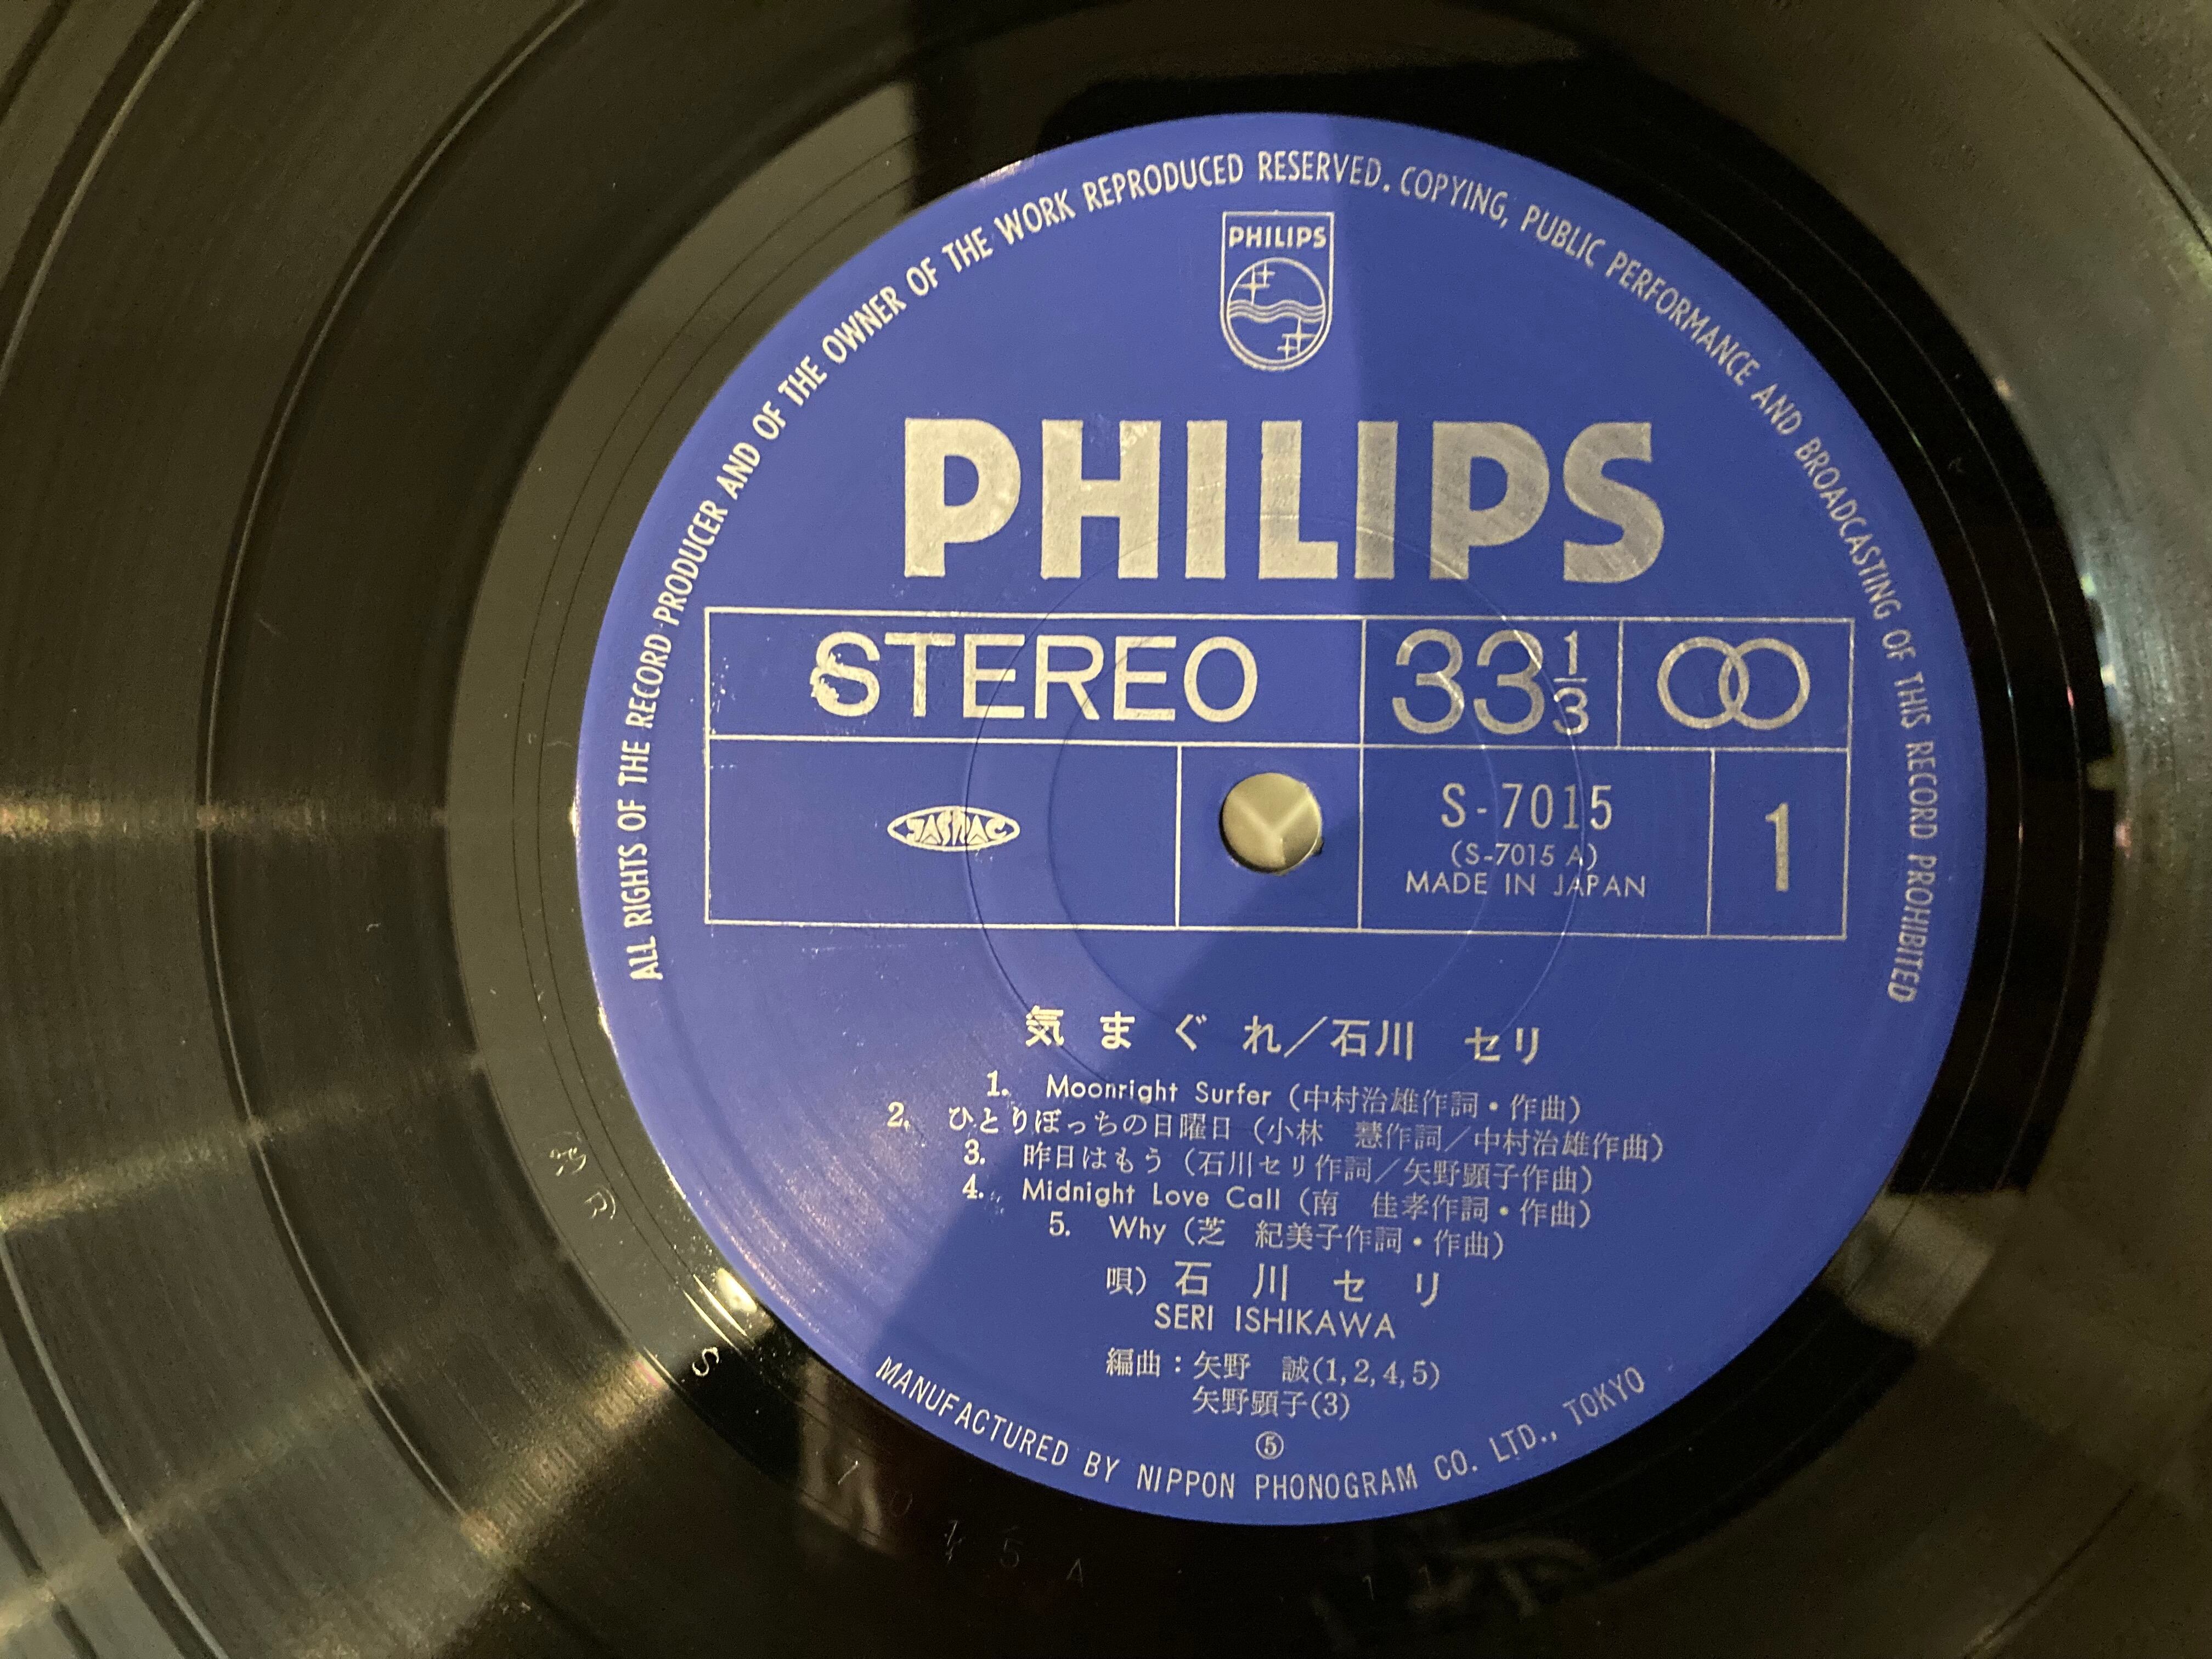 ALL RIGHTS OF THE RECORD PRODUCER AND OF THE OWNER OF THE WORK REPRODUCED RESERVED. COPYING, PUBLIC PERFORMANCE AND BROADCASTING OF THIS RECORD PROHIBITED
PHILIPS
PHILIPS
STEREO
33 1/3
JASRAC
S-7015
(S-7015 A)
MADE IN JAPAN
1
気まぐれ/石川 セリ
1. Moonright Surfer (中村治雄作詞・作曲)
2. ひとりぼっちの日曜日 (小林 慧作詞/中村治雄作曲)
3. 昨日はもう (石川セリ作詞/矢野顕子作曲)
4. Midnight Love Call (南 佳孝作詞・作曲)
5. Why (芝 紀美子作詞・作曲)
唄) 石川セリ
SERI ISHIKAWA
編曲:矢野 誠(1,2,4,5)
矢野顕子(3)
⑤
MANUFACTURED BY NIPPON PHONOGRAM CO. LTD., TOKYO
S 7015 A